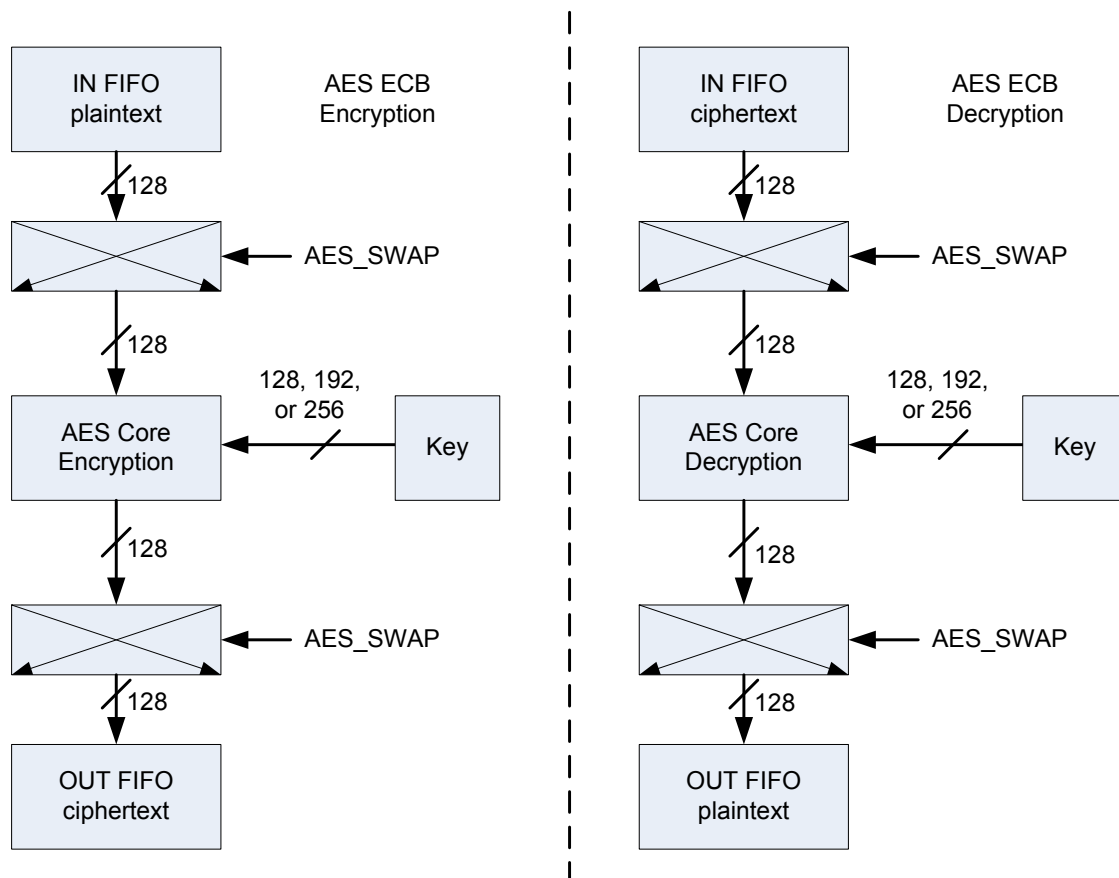 IN FIFO
plaintext
AES ECB
Encryption
128
AES_SWAP
128
128, 192,
or 256
AES Core
Encryption
Key
128
AES_SWAP
128
OUT FIFO
ciphertext
IN FIFO
ciphertext
AES ECB
Decryption
128
AES_SWAP
128
128, 192,
or 256
AES Core
Decryption
Key
128
AES_SWAP
128
OUT FIFO
plaintext